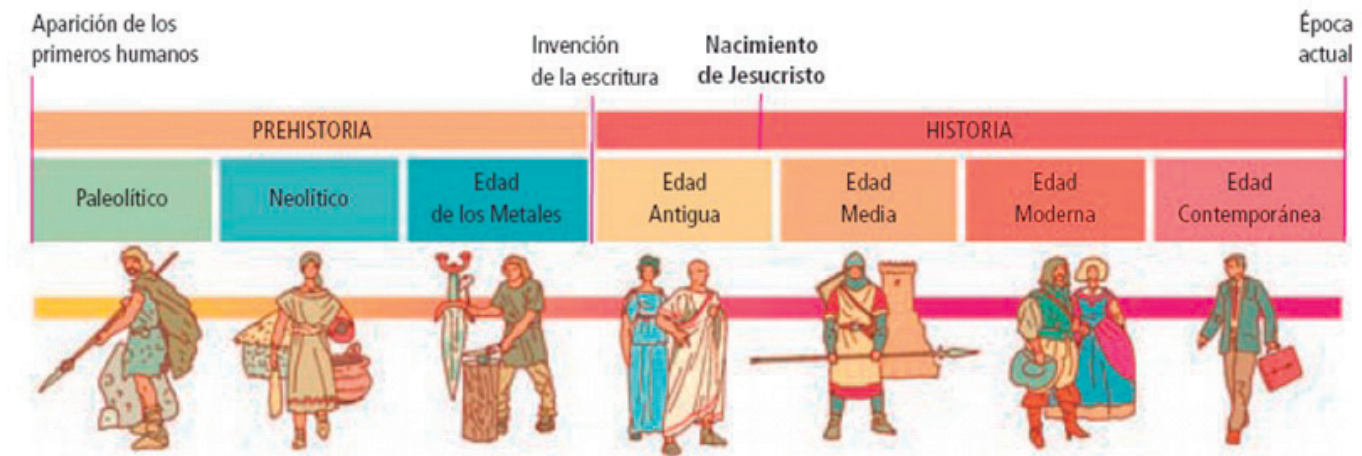 Aparición de los
primeros humanos
Invención
de la escritura
Nacimiento
de Jesucristo
Época
actual
PREHISTORIA
HISTORIA
Paleolítico
Neolítico
Edad
de los Metales
Edad
Antigua
Edad
Media
Edad
Moderna
Edad
Contemporánea